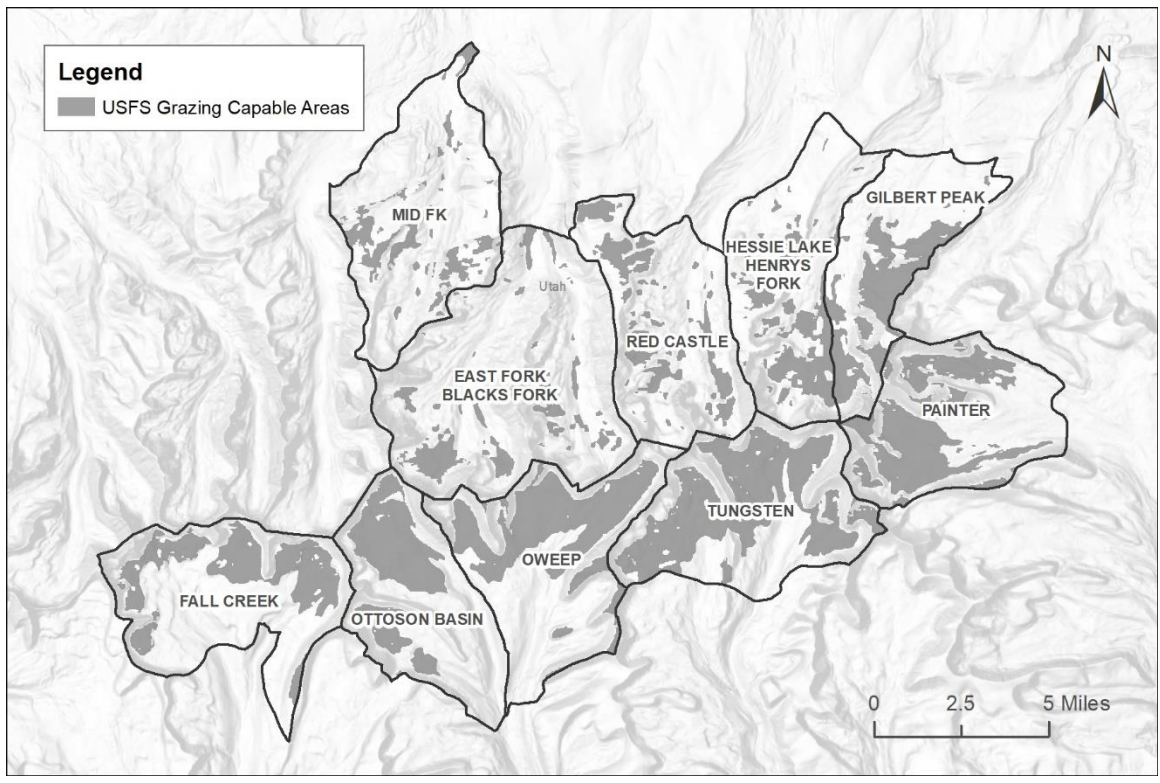 Legend
USFS Grazing Capable Areas
N
MID FK
GILBERT PEAK
HESSIE LAKE
HENRYS
FORK
Utah
RED CASTLE
EAST FORK
BLACKS FORK
PAINTER
TUNGSTEN
OWEEP
FALL CREEK
OTTOSON BASIN
0 2.5 5 Miles